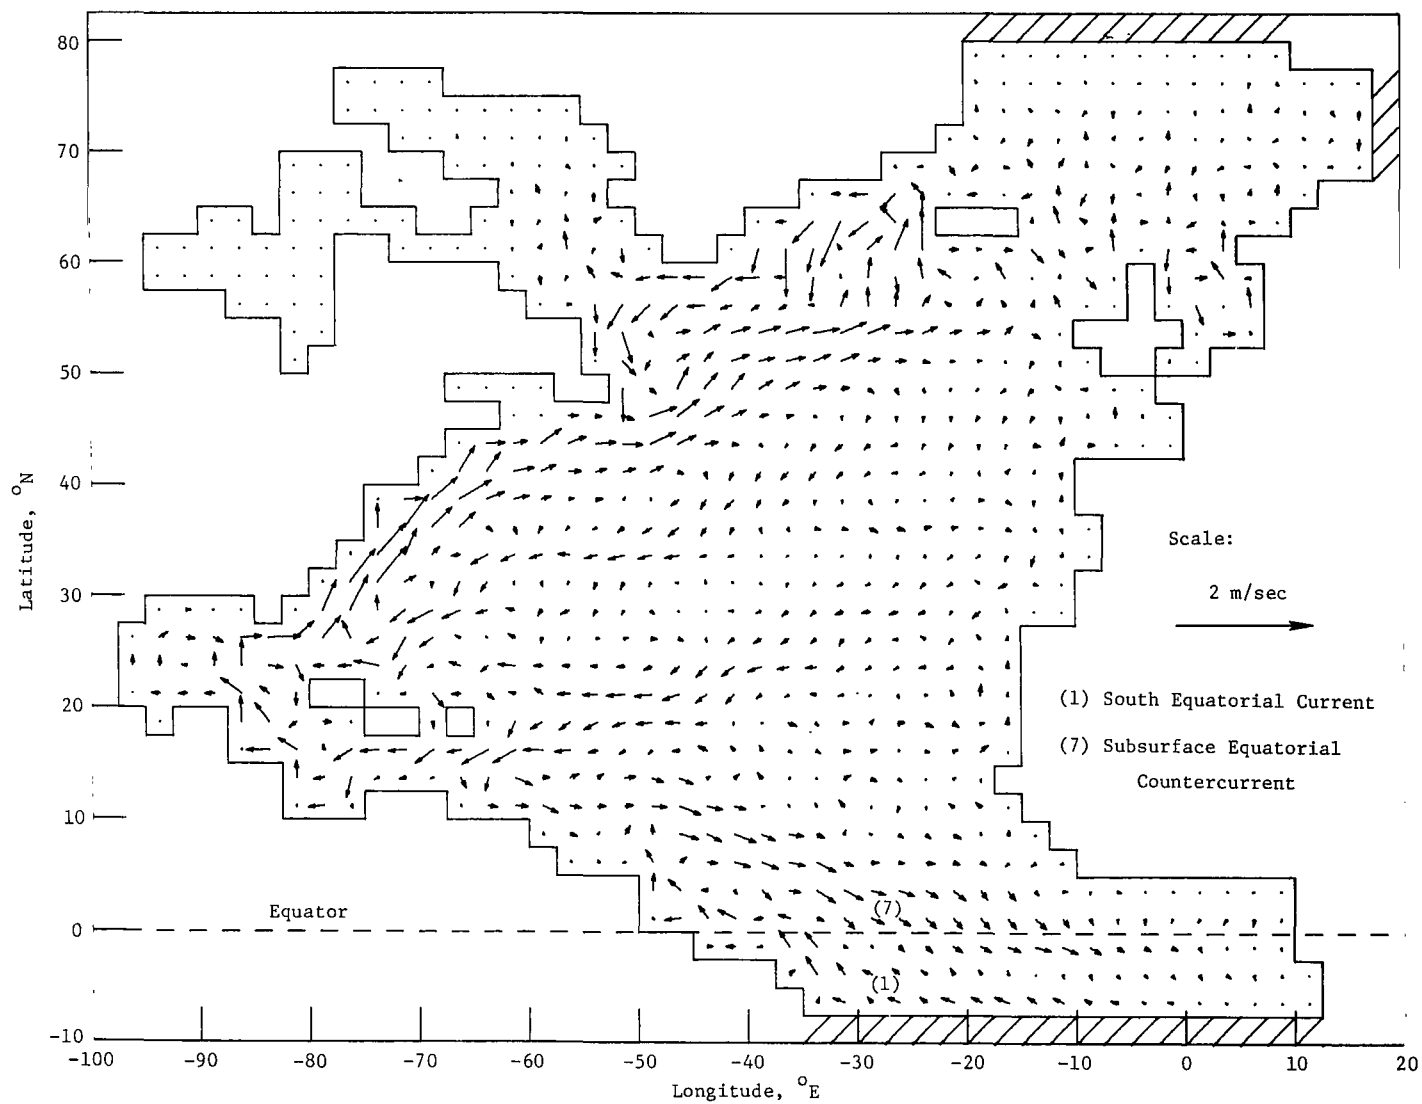 80
70
60
50
40
30
20
10
0
-10
Latitude, °N
Scale:
2 m/sec
(1) South Equatorial Current
(7) Subsurface Equatorial
Countercurrent
Equator
(7)
(1)
-100 -90 -80 -70 -60 -50 -40 -30 -20 -10 0 10 20
Longitude, °E